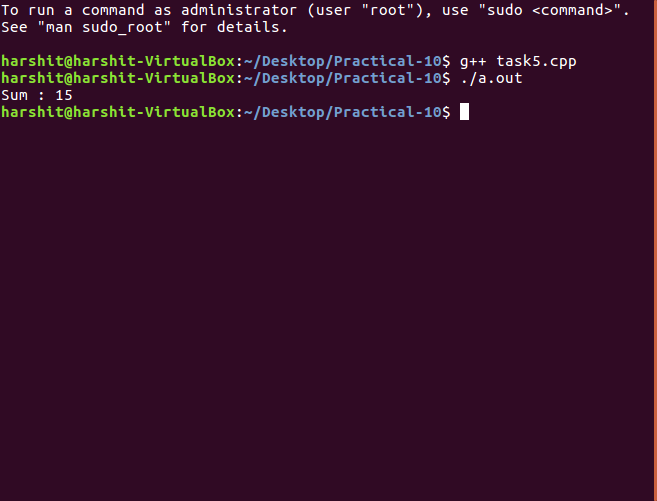 To run a command as administrator (user "root"), use "sudo <command>".
See "man sudo_root" for details.
harshit@harshit-VirtualBox:~/Desktop/Practical-10$ g++ task5.cpp
harshit@harshit-VirtualBox:~/Desktop/Practical-10$ ./a.out
Sum : 15
harshit@harshit-VirtualBox:~/Desktop/Practical-10$